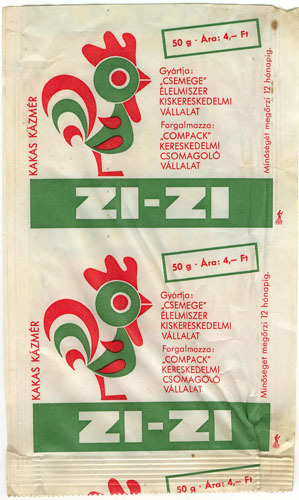 50 g · Ára: 4,– Ft
Gyártja:
"CSEMEGE"
ÉLELMISZER
KISKERESKEDELMI
VÁLLALAT
Forgalmazza:
"COMPACK"
KERESKEDELMI
CSOMAGOLÓ
VÁLLALAT
KAKAS KÁZMÉR
Minőségét megőrzi 12 hónapig.
ZI-ZI
50 g · Ára: 4,– Ft
Gyártja:
"CSEMEGE"
ÉLELMISZER
KISKERESKEDELMI
VÁLLALAT
Forgalmazza:
"COMPACK"
KERESKEDELMI
CSOMAGOLÓ
VÁLLALAT
KAKAS KÁZMÉR
Minőségét megőrzi 12 hónapig.
ZI-ZI
50 g · Ára: 4,– Ft